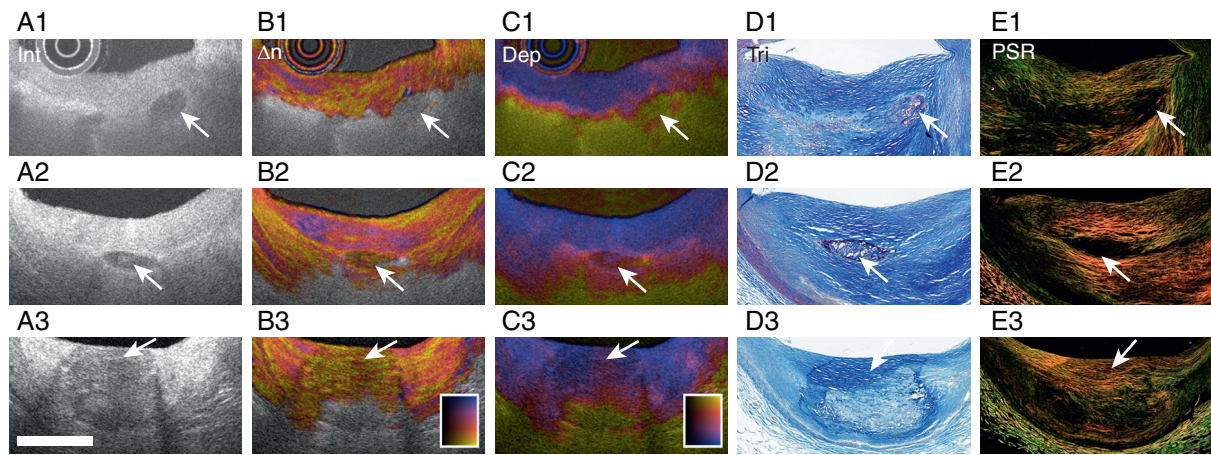 A1 B1 C1 D1 E1
Int Δn Dep Tri PSR
A2 B2 C2 D2 E2
A3 B3 C3 D3 E3